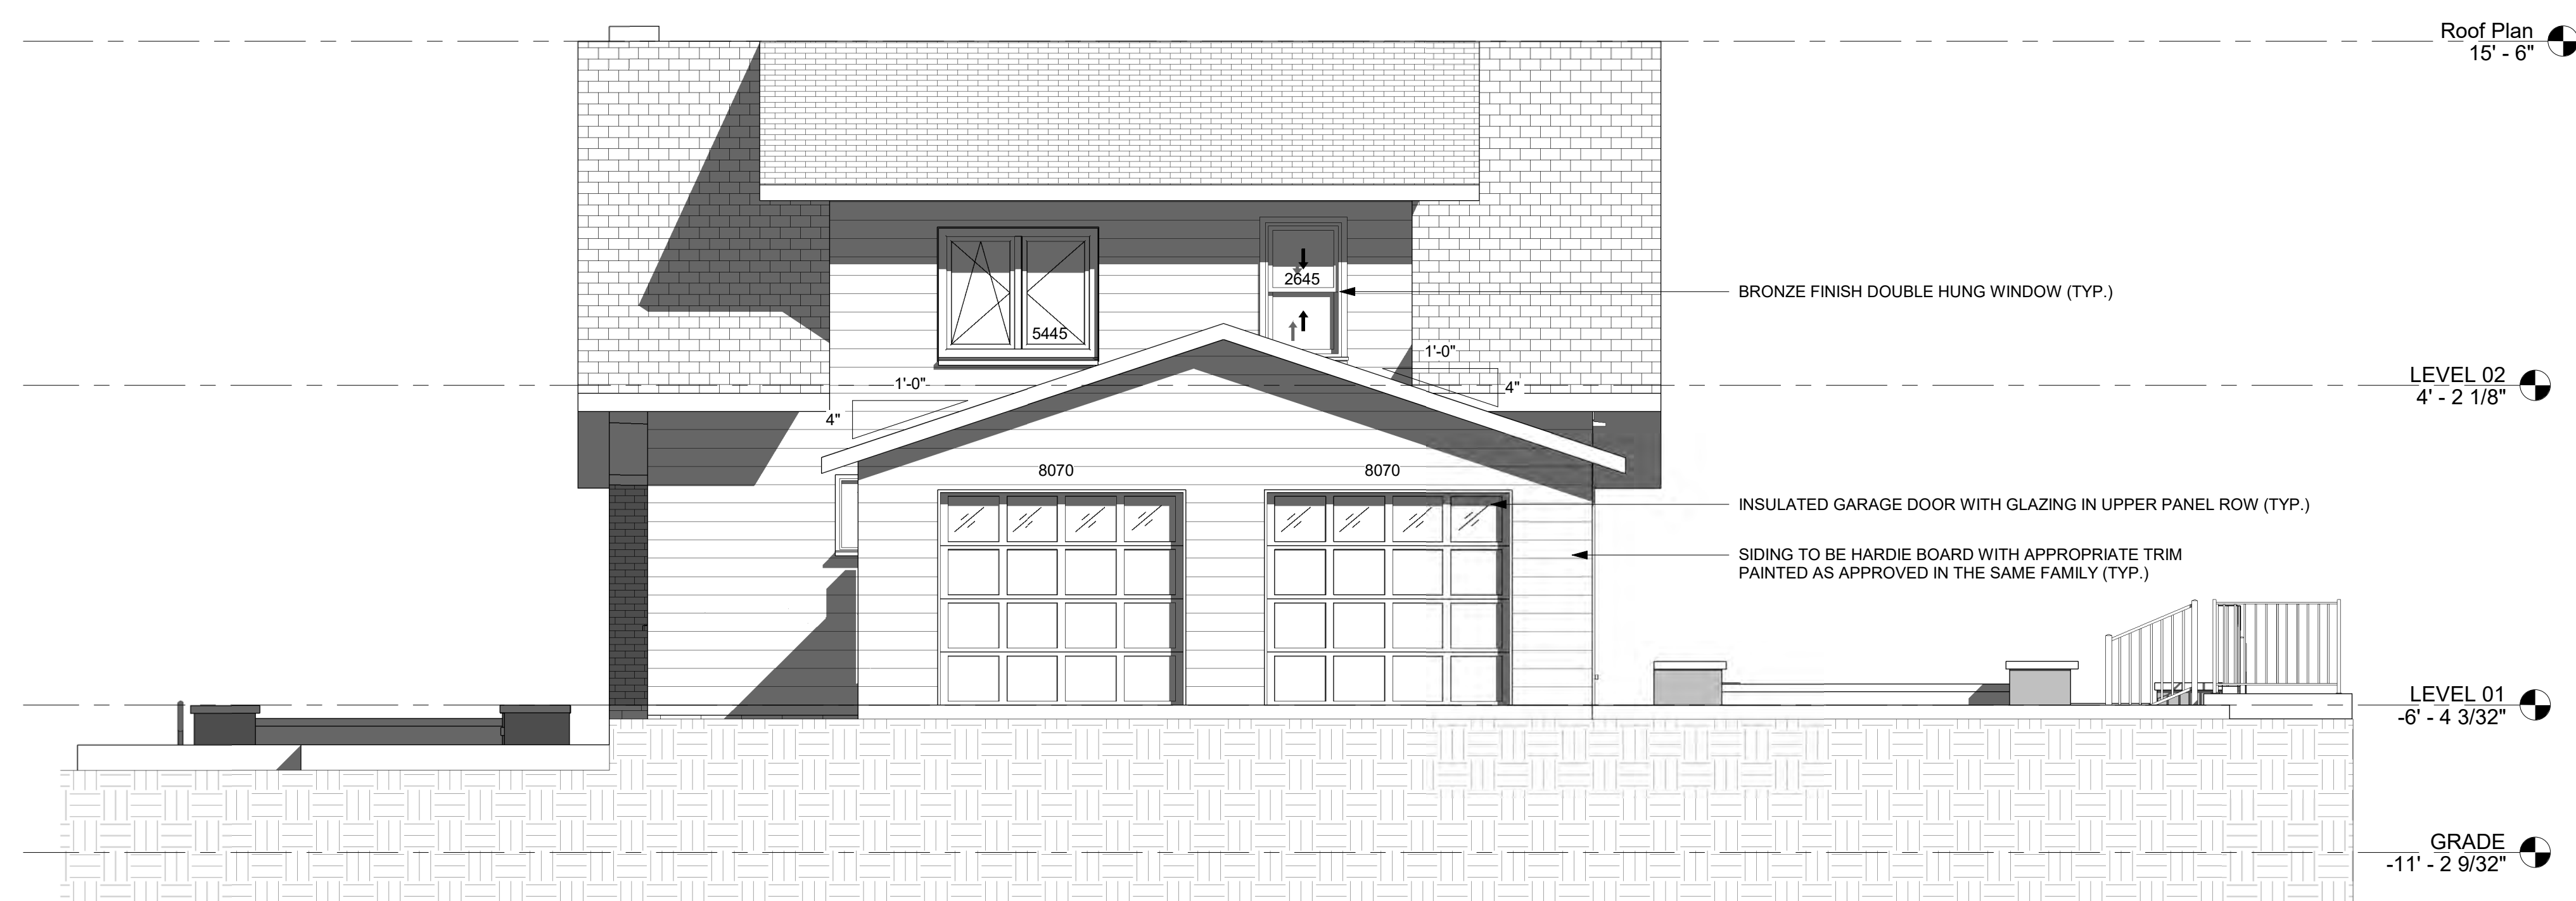 Roof Plan
15' - 6"
BRONZE FINISH DOUBLE HUNG WINDOW (TYP.)
2645
5445
1'-0"
4"
1'-0"
4"
LEVEL 02
4' - 2 1/8"
8070
8070
INSULATED GARAGE DOOR WITH GLAZING IN UPPER PANEL ROW (TYP.)
SIDING TO BE HARDIE BOARD WITH APPROPRIATE TRIM
PAINTED AS APPROVED IN THE SAME FAMILY (TYP.)
LEVEL 01
-6' - 4 3/32"
GRADE
-11' - 2 9/32"